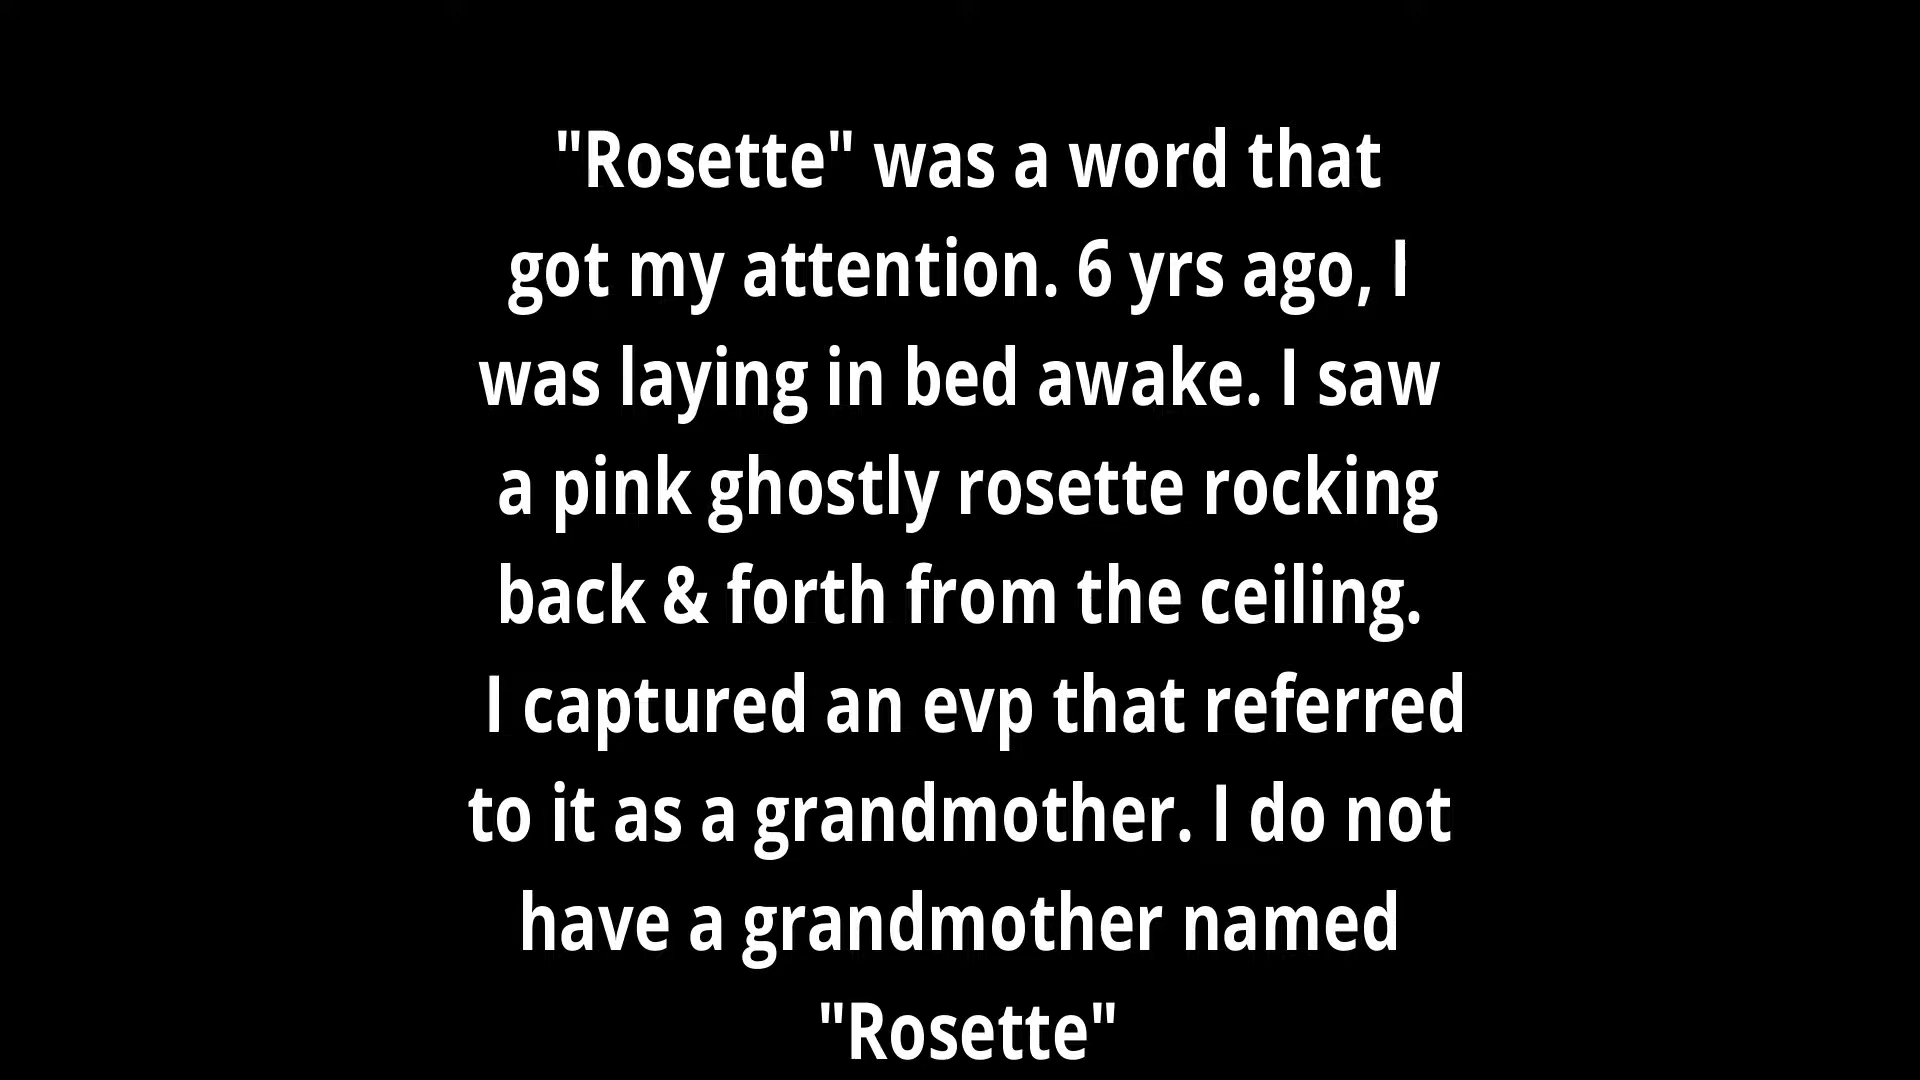 "Rosette" was a word that
got my attention. 6 yrs ago, I
was laying in bed awake. I saw
a pink ghostly rosette rocking
back & forth from the ceiling.
I captured an evp that referred
to it as a grandmother. I do not
have a grandmother named
"Rosette"